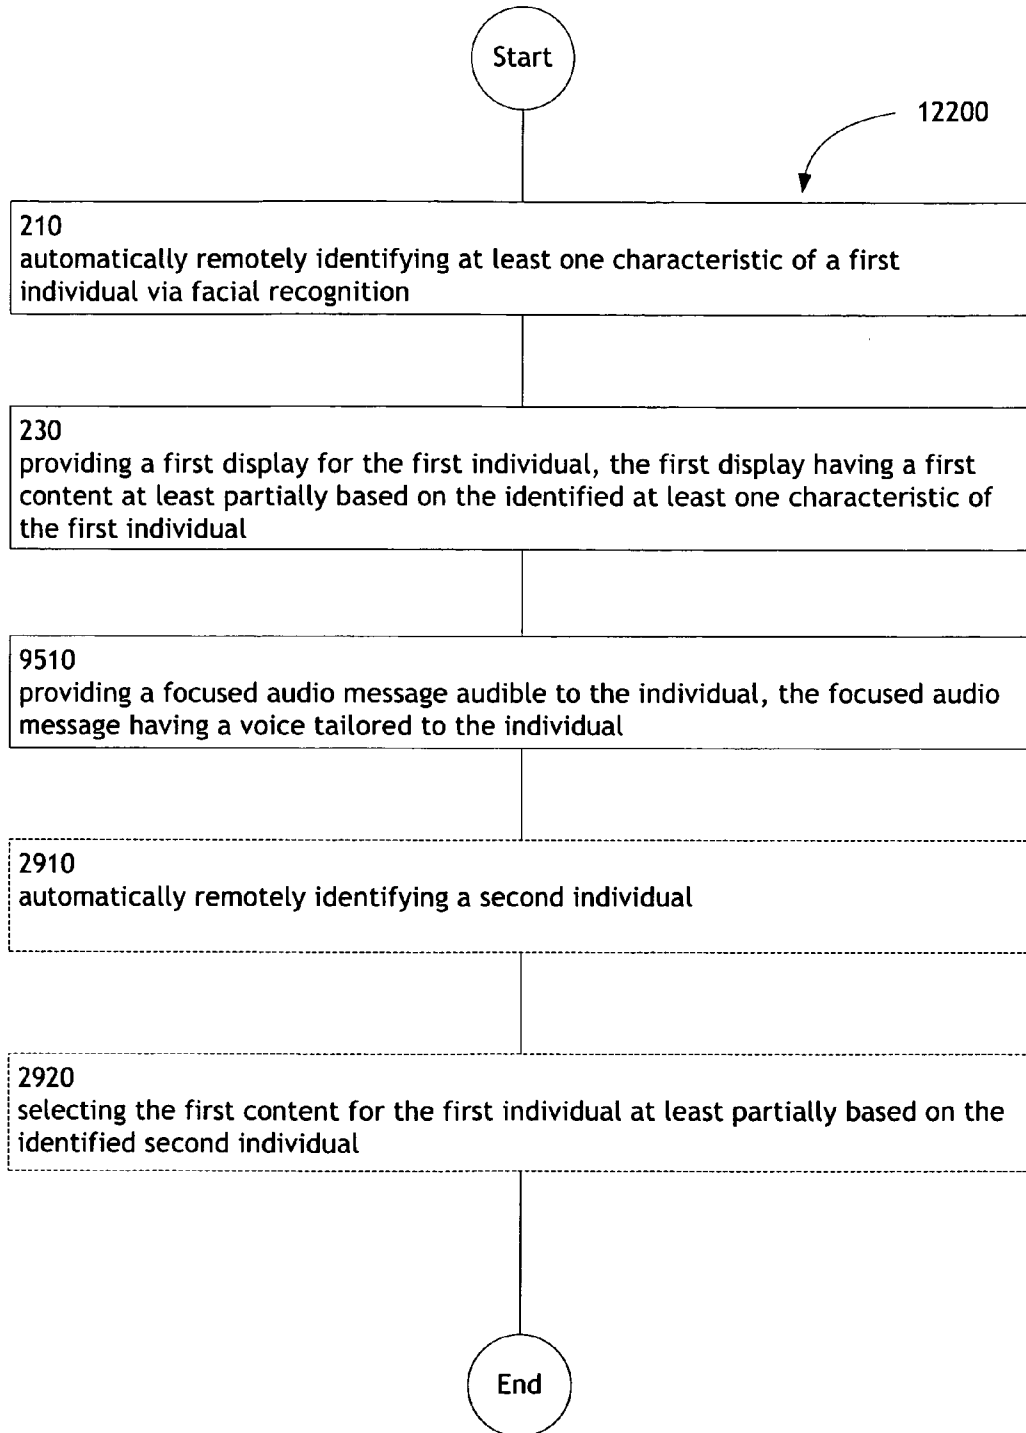 Start
12200
210
automatically remotely identifying at least one characteristic of a first
individual via facial recognition
230
providing a first display for the first individual, the first display having a first
content at least partially based on the identified at least one characteristic of
the first individual
9510
providing a focused audio message audible to the individual, the focused audio
message having a voice tailored to the individual
2910
automatically remotely identifying a second individual
2920
selecting the first content for the first individual at least partially based on the
identified second individual
End